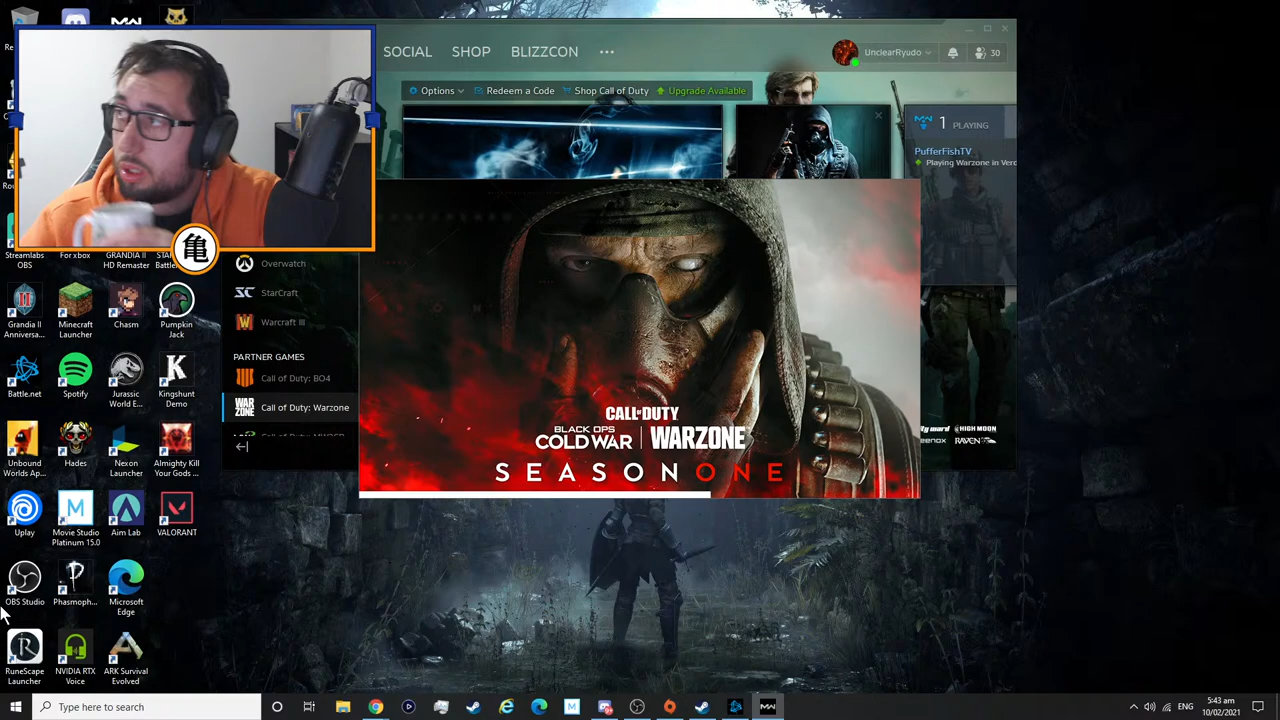 SOCIAL
SHOP
BLIZZCON
UnclearRyudo
30
Options
Redeem a Code
Shop Call of Duty
Upgrade Available
1 PLAYING
PufferFishTV
Playing Warzone in Verd
亀
Overwatch
StarCraft
Warcraft III
PARTNER GAMES
Call of Duty: BO4
WAR ZONE
Call of Duty: Warzone
CALL OF DUTY
BLACK OPS
COLD WAR | WARZONE
SEASON ONE
HIGH MOON
RAVEN
Streamlabs OBS
For xbox
GRANDIA II HD Remaster
Grandia II Anniversa...
Minecraft Launcher
Chasm
Pumpkin Jack
Battle.net
Spotify
Jurassic World E...
Kingshunt Demo
Unbound Worlds Ap...
Hades
Nexon Launcher
Almighty Kill Your Gods ...
Uplay
Movie Studio Platinum 15.0
Aim Lab
VALORANT
OBS Studio
Phasmoph...
Microsoft Edge
RuneScape Launcher
NVIDIA RTX Voice
ARK Survival Evolved
Type here to search
ENG
5:43 am
10/02/2021